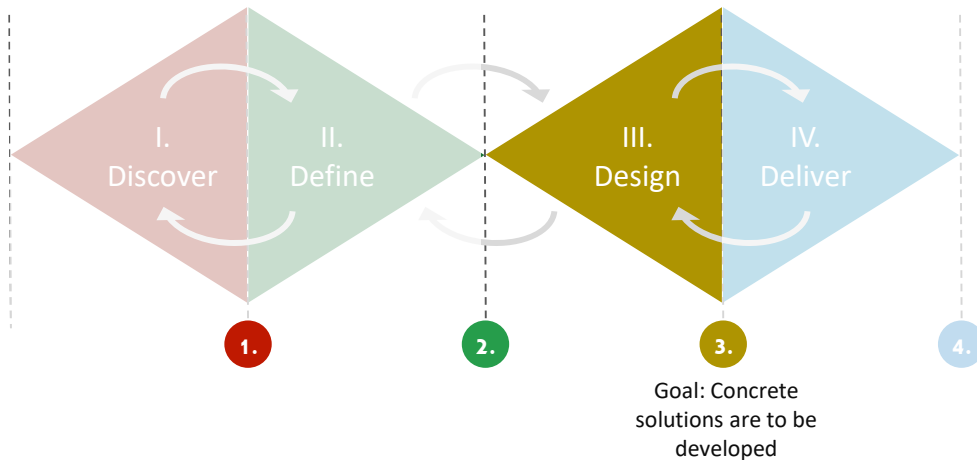 I.
Discover
II.
Define
III.
Design
IV.
Deliver
1.
2.
3.
4.
Goal: Concrete
solutions are to be
developed